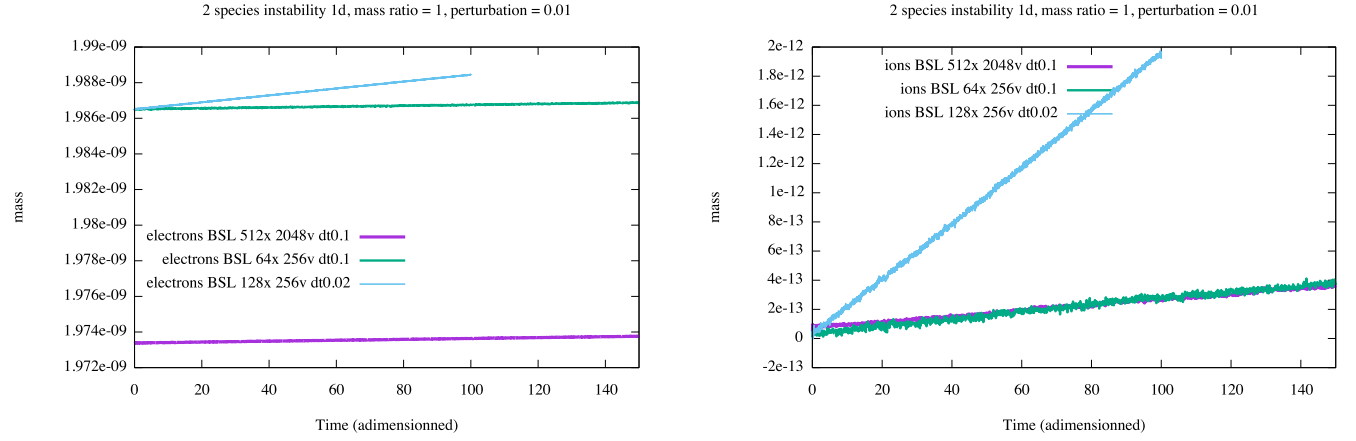 2 species instability 1d, mass ratio = 1, perturbation = 0.01
1.99e-09
1.988e-09
1.986e-09
1.984e-09
1.982e-09
1.98e-09
1.978e-09
1.976e-09
1.974e-09
1.972e-09
mass
electrons BSL 512x 2048v dt0.1
electrons BSL 64x 256v dt0.1
electrons BSL 128x 256v dt0.02
0 20 40 60 80 100 120 140
Time (adimensionned)
2 species instability 1d, mass ratio = 1, perturbation = 0.01
2e-12
1.8e-12
1.6e-12
1.4e-12
1.2e-12
1e-12
8e-13
6e-13
4e-13
2e-13
0
-2e-13
mass
ions BSL 512x 2048v dt0.1
ions BSL 64x 256v dt0.1
ions BSL 128x 256v dt0.02
0 20 40 60 80 100 120 140
Time (adimensionned)